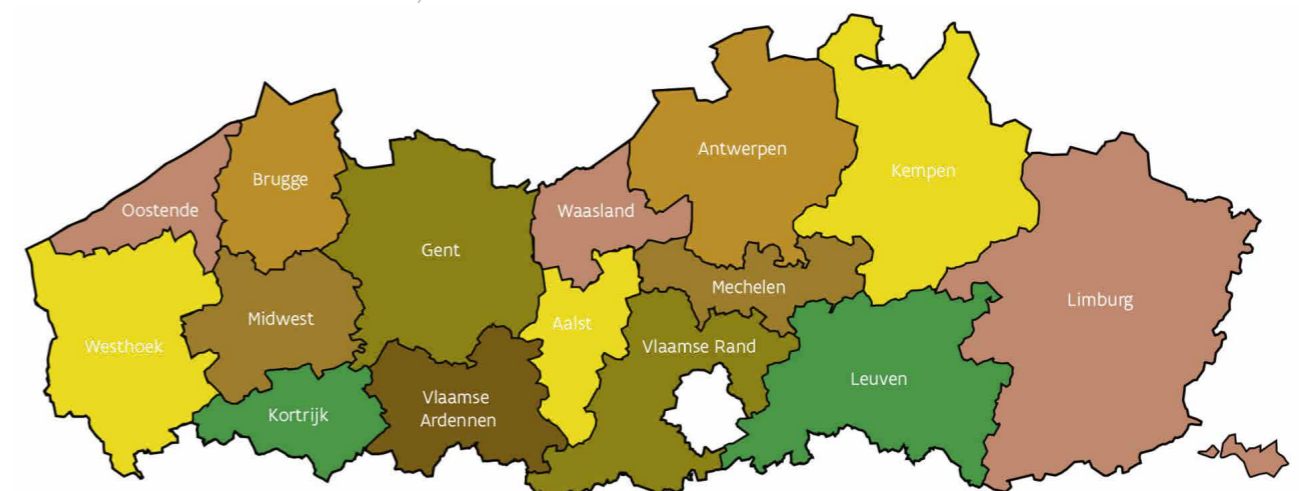 Antwerpen
Kempen
Brugge
Oostende
Waasland
Gent
Mechelen
Limburg
Midwest
Aalst
Westhoek
Vlaamse Rand
Leuven
Vlaamse
Ardennen
Kortrijk